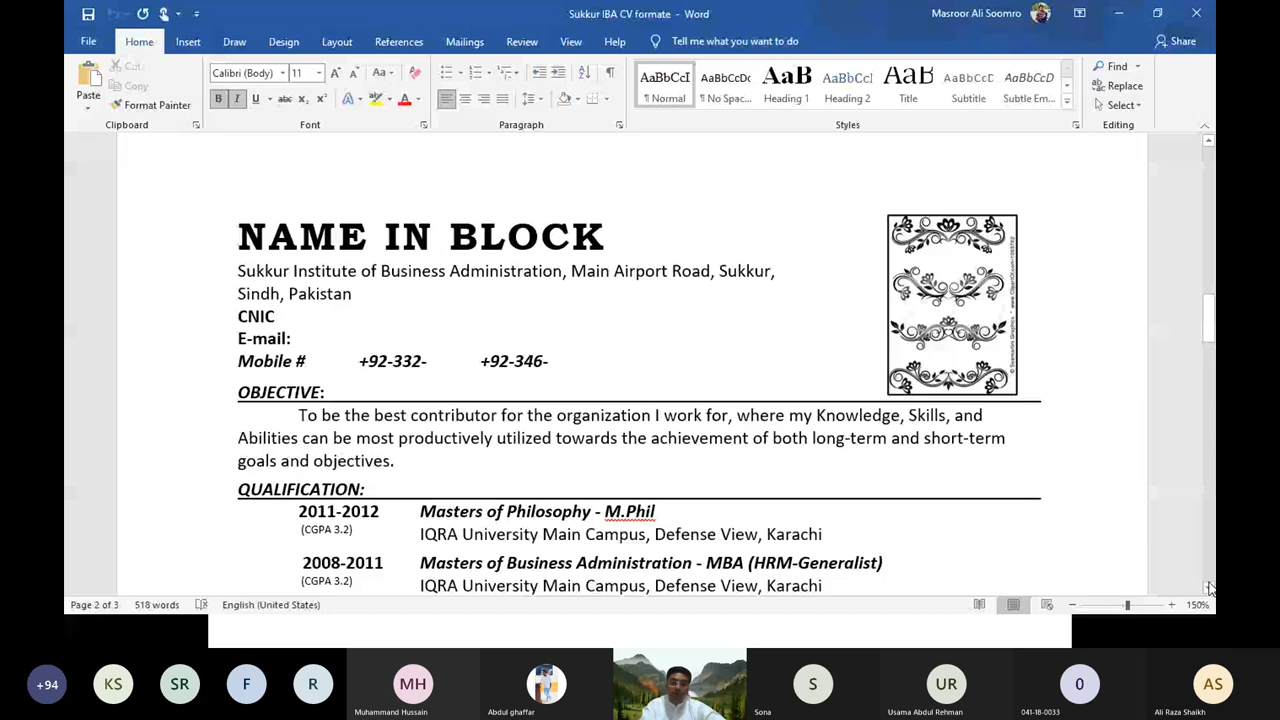 Sukkur IBA CV formate - Word
Masroor Ali Soomro
File Home Insert Draw Design Layout References Mailings Review View Help Tell me what you want to do Share
Paste
Cut
Copy
Format Painter
Clipboard
Calibri (Body) 11
Font
Paragraph
AaBbCcI AaBbCcDc AaB AaBbCcC AaB AaBbCcD AaBbCcD
¶ Normal ¶ No Spac... Heading 1 Heading 2 Title Subtitle Subtle Em...
Styles
Find
Replace
Select
Editing
NAME IN BLOCK
Sukkur Institute of Business Administration, Main Airport Road, Sukkur,
Sindh, Pakistan
CNIC
E-mail:
Mobile # +92-332- +92-346-
OBJECTIVE:
To be the best contributor for the organization I work for, where my Knowledge, Skills, and
Abilities can be most productively utilized towards the achievement of both long-term and short-term
goals and objectives.
QUALIFICATION:
2011-2012 Masters of Philosophy - M.Phil
(CGPA 3.2) IQRA University Main Campus, Defense View, Karachi
2008-2011 Masters of Business Administration - MBA (HRM-Generalist)
(CGPA 3.2) IQRA University Main Campus, Defense View, Karachi
Page 2 of 3 518 words English (United States) 150%
+94 KS SR F R MH S UR 0 AS
Muhammand Hussain Abdul ghaffar Sona Usama Abdul Rehman 041-18-0033 Ali Raza Shaikh